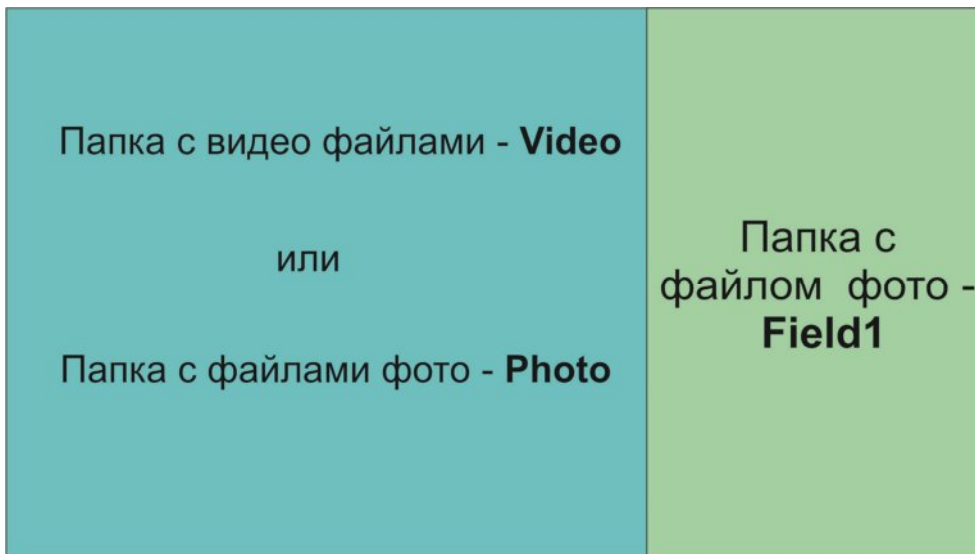 Папка с видео файлами - Video
или
Папка с файлами фото - Photo
Папка с
файлом фото -
Field1